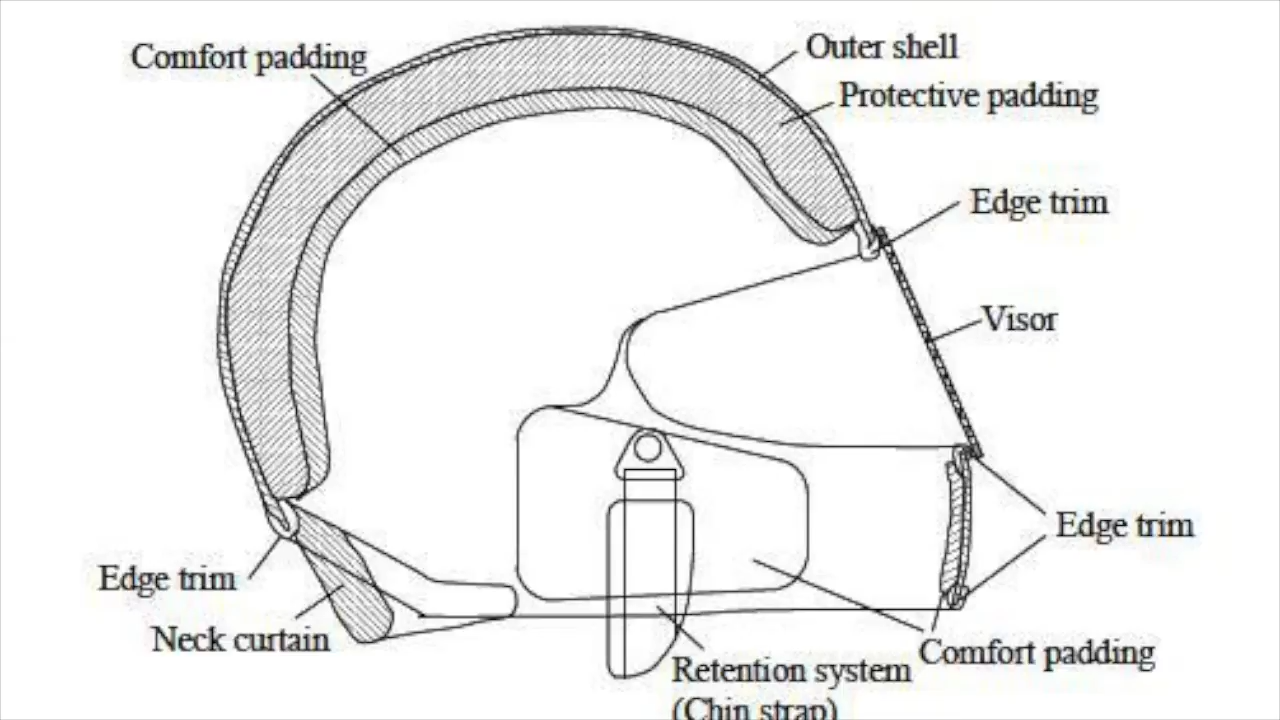 Comfort padding
Outer shell
Protective padding
Edge trim
Visor
Edge trim
Edge trim
Neck curtain
Comfort padding
Retention system
(Chin strap)